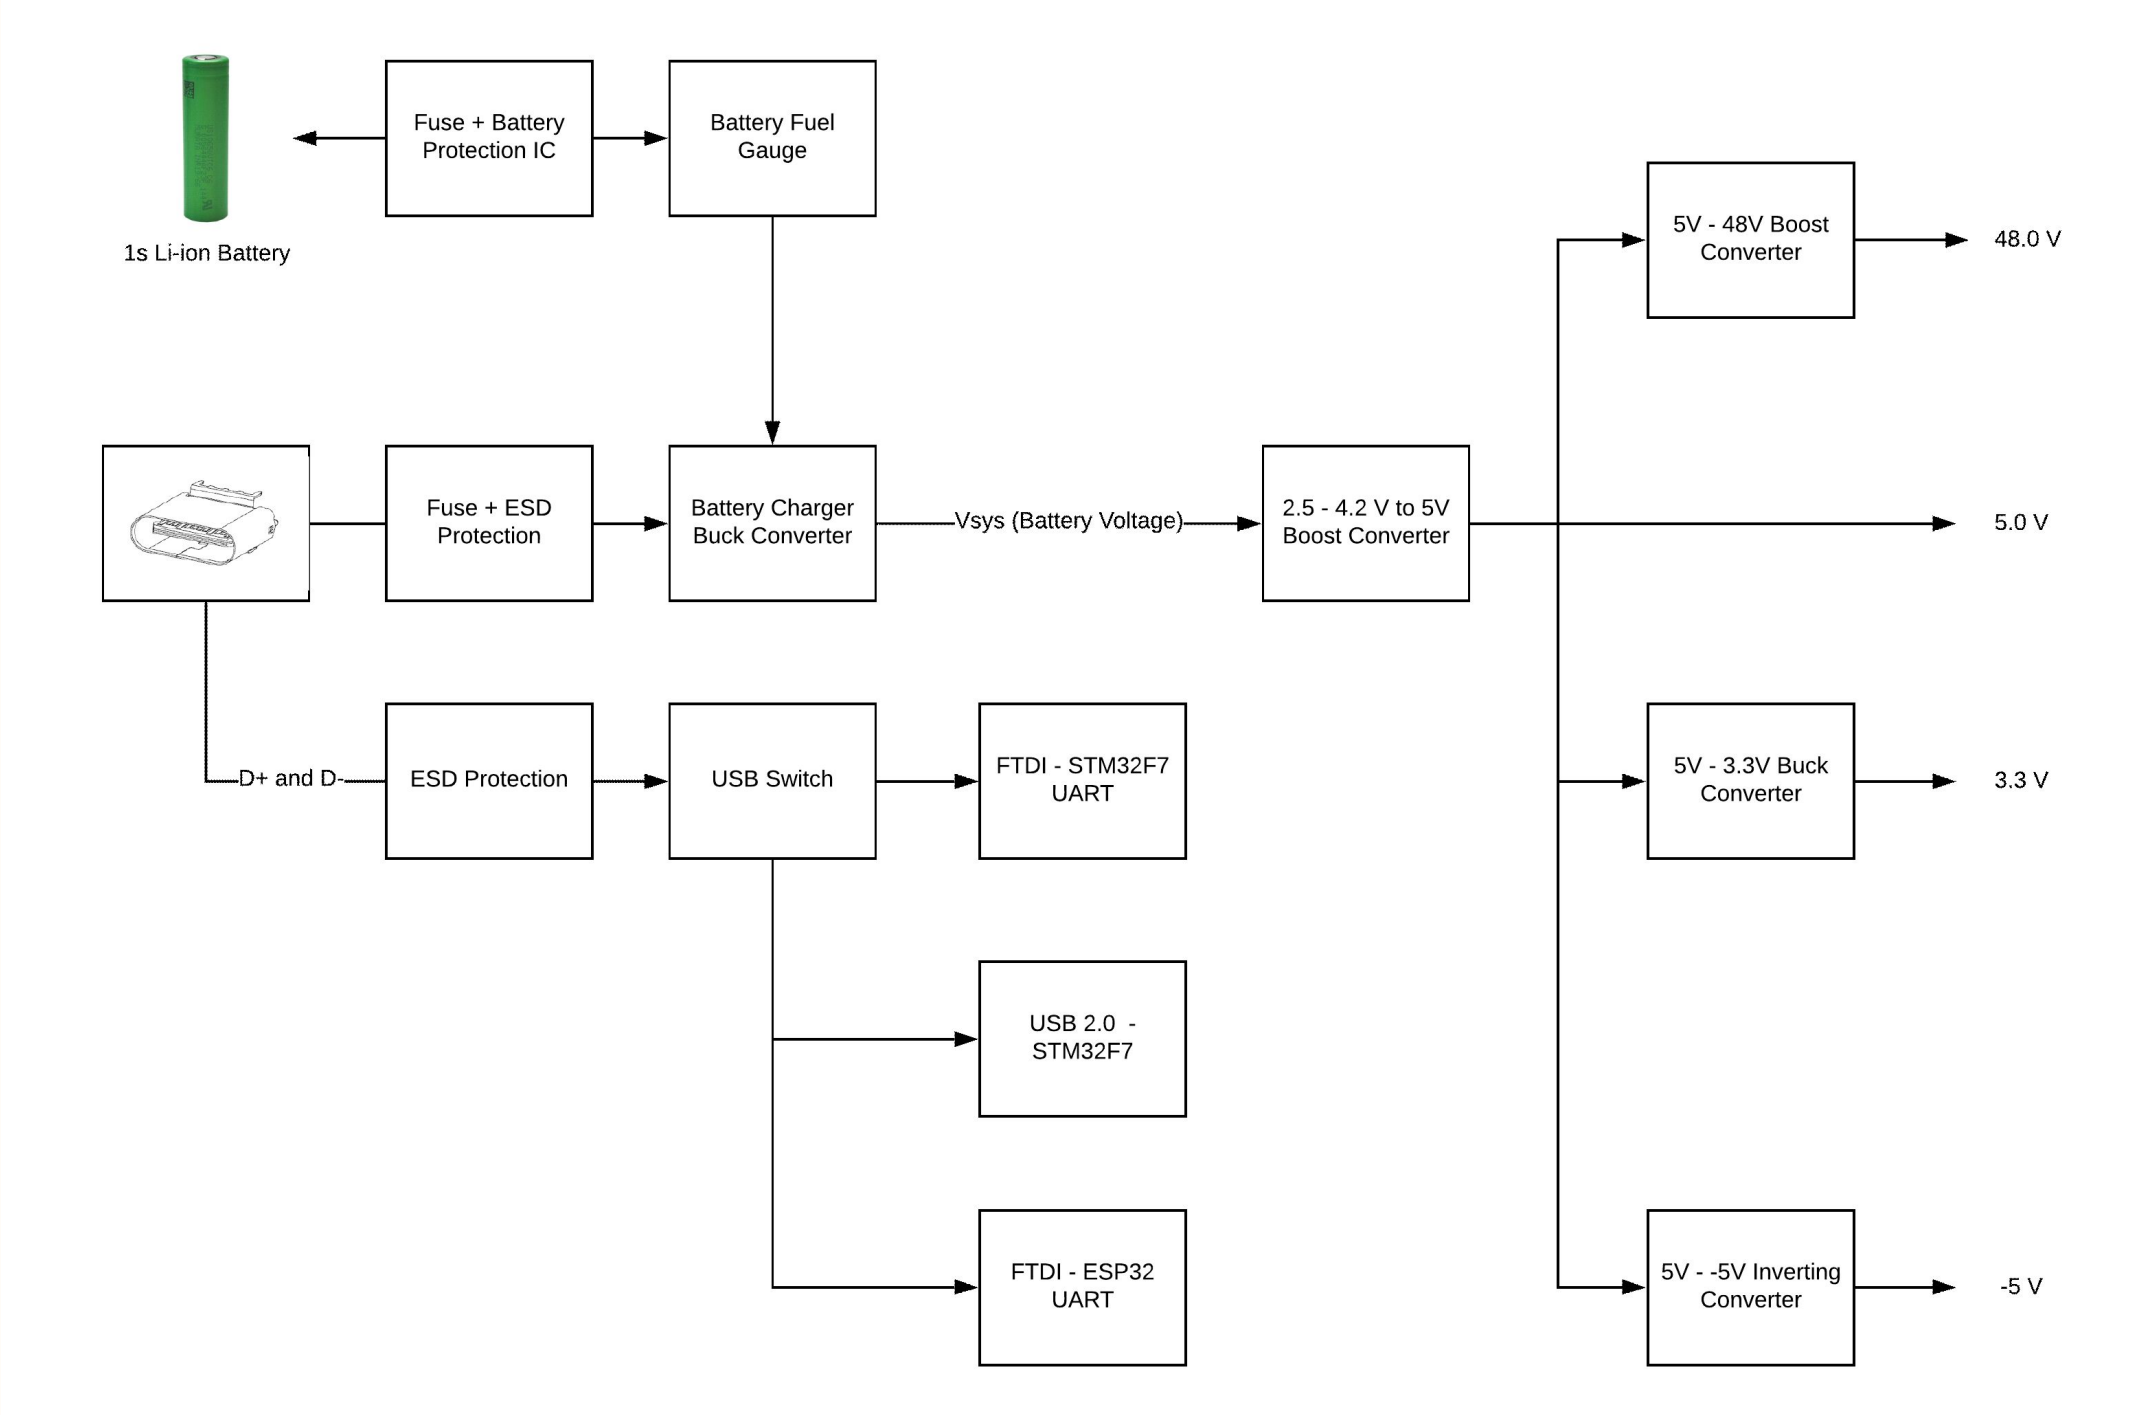 Fuse + Battery
Protection IC
Battery Fuel
Gauge
1s Li-ion Battery
5V - 48V Boost
Converter
48.0 V
Fuse + ESD
Protection
Battery Charger
Buck Converter
Vsys (Battery Voltage)
2.5 - 4.2 V to 5V
Boost Converter
5.0 V
D+ and D-
ESD Protection
USB Switch
FTDI - STM32F7
UART
5V - 3.3V Buck
Converter
3.3 V
USB 2.0  -
STM32F7
FTDI - ESP32
UART
5V - -5V Inverting
Converter
-5 V